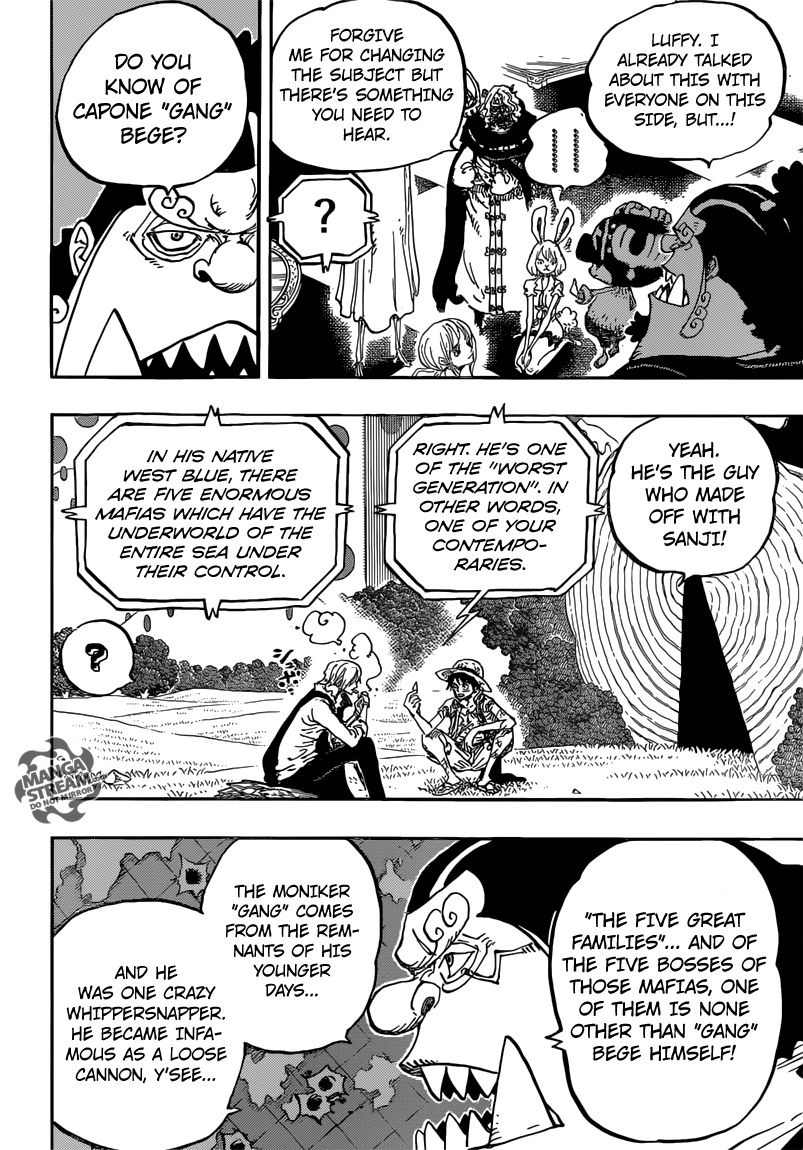 LUFFY. I
ALREADY TALKED
ABOUT THIS WITH
EVERYONE ON THIS
SIDE, BUT...!
FORGIVE
ME FOR CHANGING
THE SUBJECT BUT
THERE'S SOMETHING
YOU NEED TO
HEAR.
?
DO YOU
KNOW OF
CAPONE "GANG"
BEGE?
YEAH.
HE'S THE GUY
WHO MADE
OFF WITH
SANJI!
RIGHT. HE'S ONE
OF THE "WORST
GENERATION". IN
OTHER WORDS,
ONE OF YOUR
CONTEMPO-
RARIES.
IN HIS NATIVE
WEST BLUE, THERE
ARE FIVE ENORMOUS
MAFIAS WHICH HAVE THE
UNDERWORLD OF THE
ENTIRE SEA UNDER
THEIR CONTROL.
?
MANGA
STREAM
DO NOT MIRROR
"THE FIVE GREAT
FAMILIES"... AND OF
THE FIVE BOSSES OF
THOSE MAFIAS, ONE
OF THEM IS NONE
OTHER THAN "GANG"
BEGE HIMSELF!
THE MONIKER
"GANG" COMES
FROM THE REM-
NANTS OF HIS
YOUNGER
DAYS...
AND HE
WAS ONE CRAZY
WHIPPERSNAPPER.
HE BECAME INFA-
MOUS AS A LOOSE
CANNON, Y'SEE...